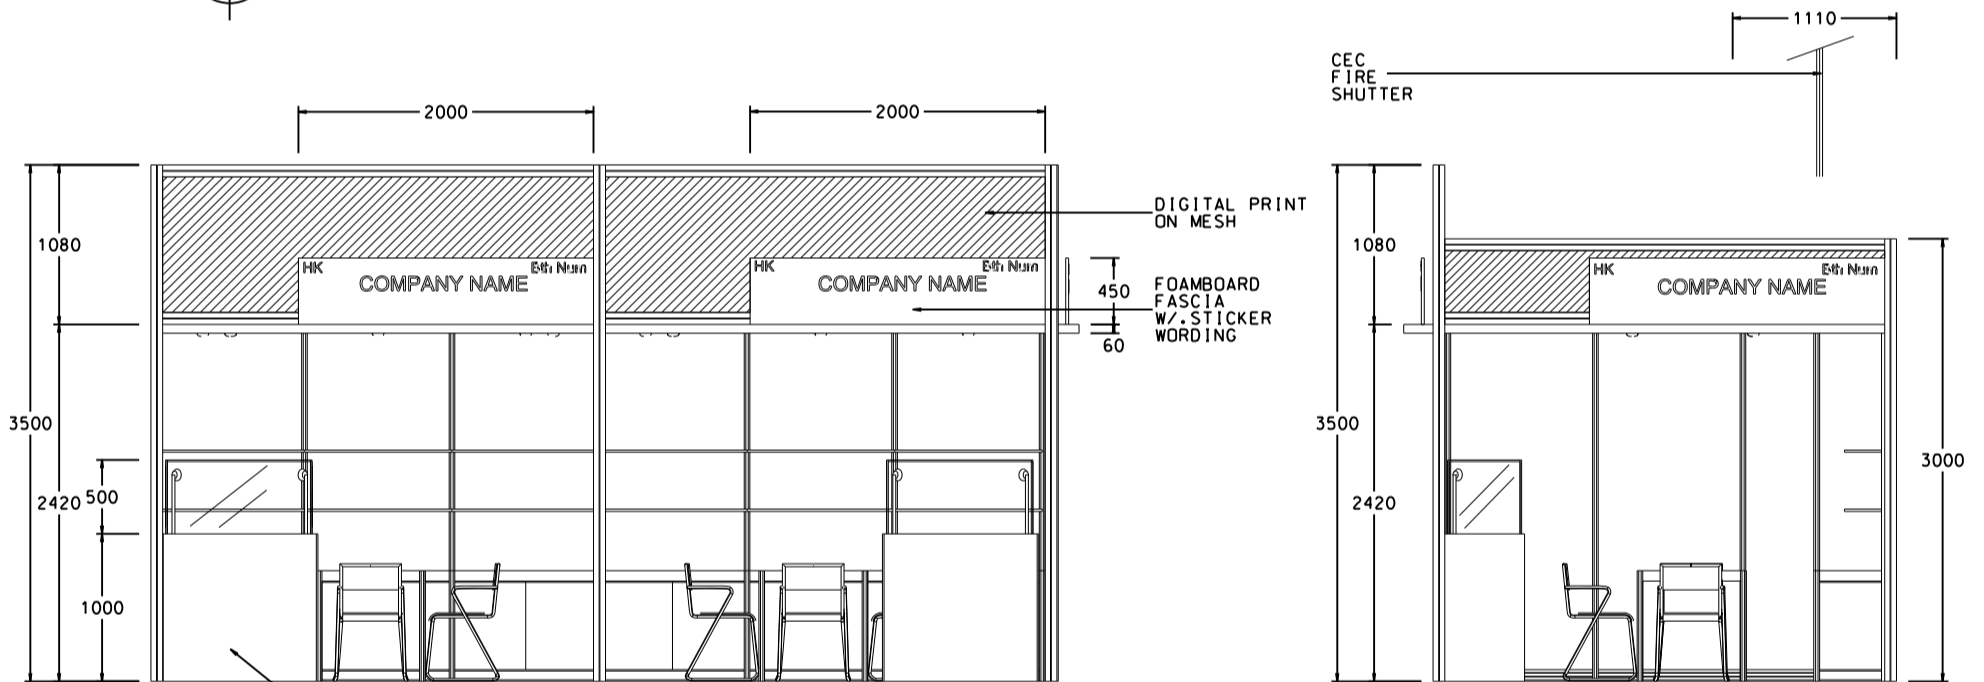 1110
CEC
FIRE
SHUTTER
2000
2000
DIGITAL PRINT
ON MESH
1080
1080
HK
COMPANY NAME
HK
COMPANY NAME
HK
COMPANY NAME
450
FOAMBOARD
FASCIA
W/.STICKER
WORDING
60
3500
3500
3000
2420
500
2420
1000